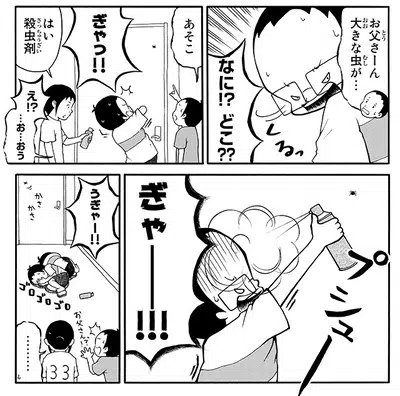 お父さーん
大きな虫が…
なに!?どこ??
くるっ
あそこ
ぎゃっ!!
はい
殺虫剤
え!?
…お…おう
プシュー
ぎゃーー!!!
うぎゃー!!
かさ
かさ
ゴロゴロゴロ
お父さん?
33
………